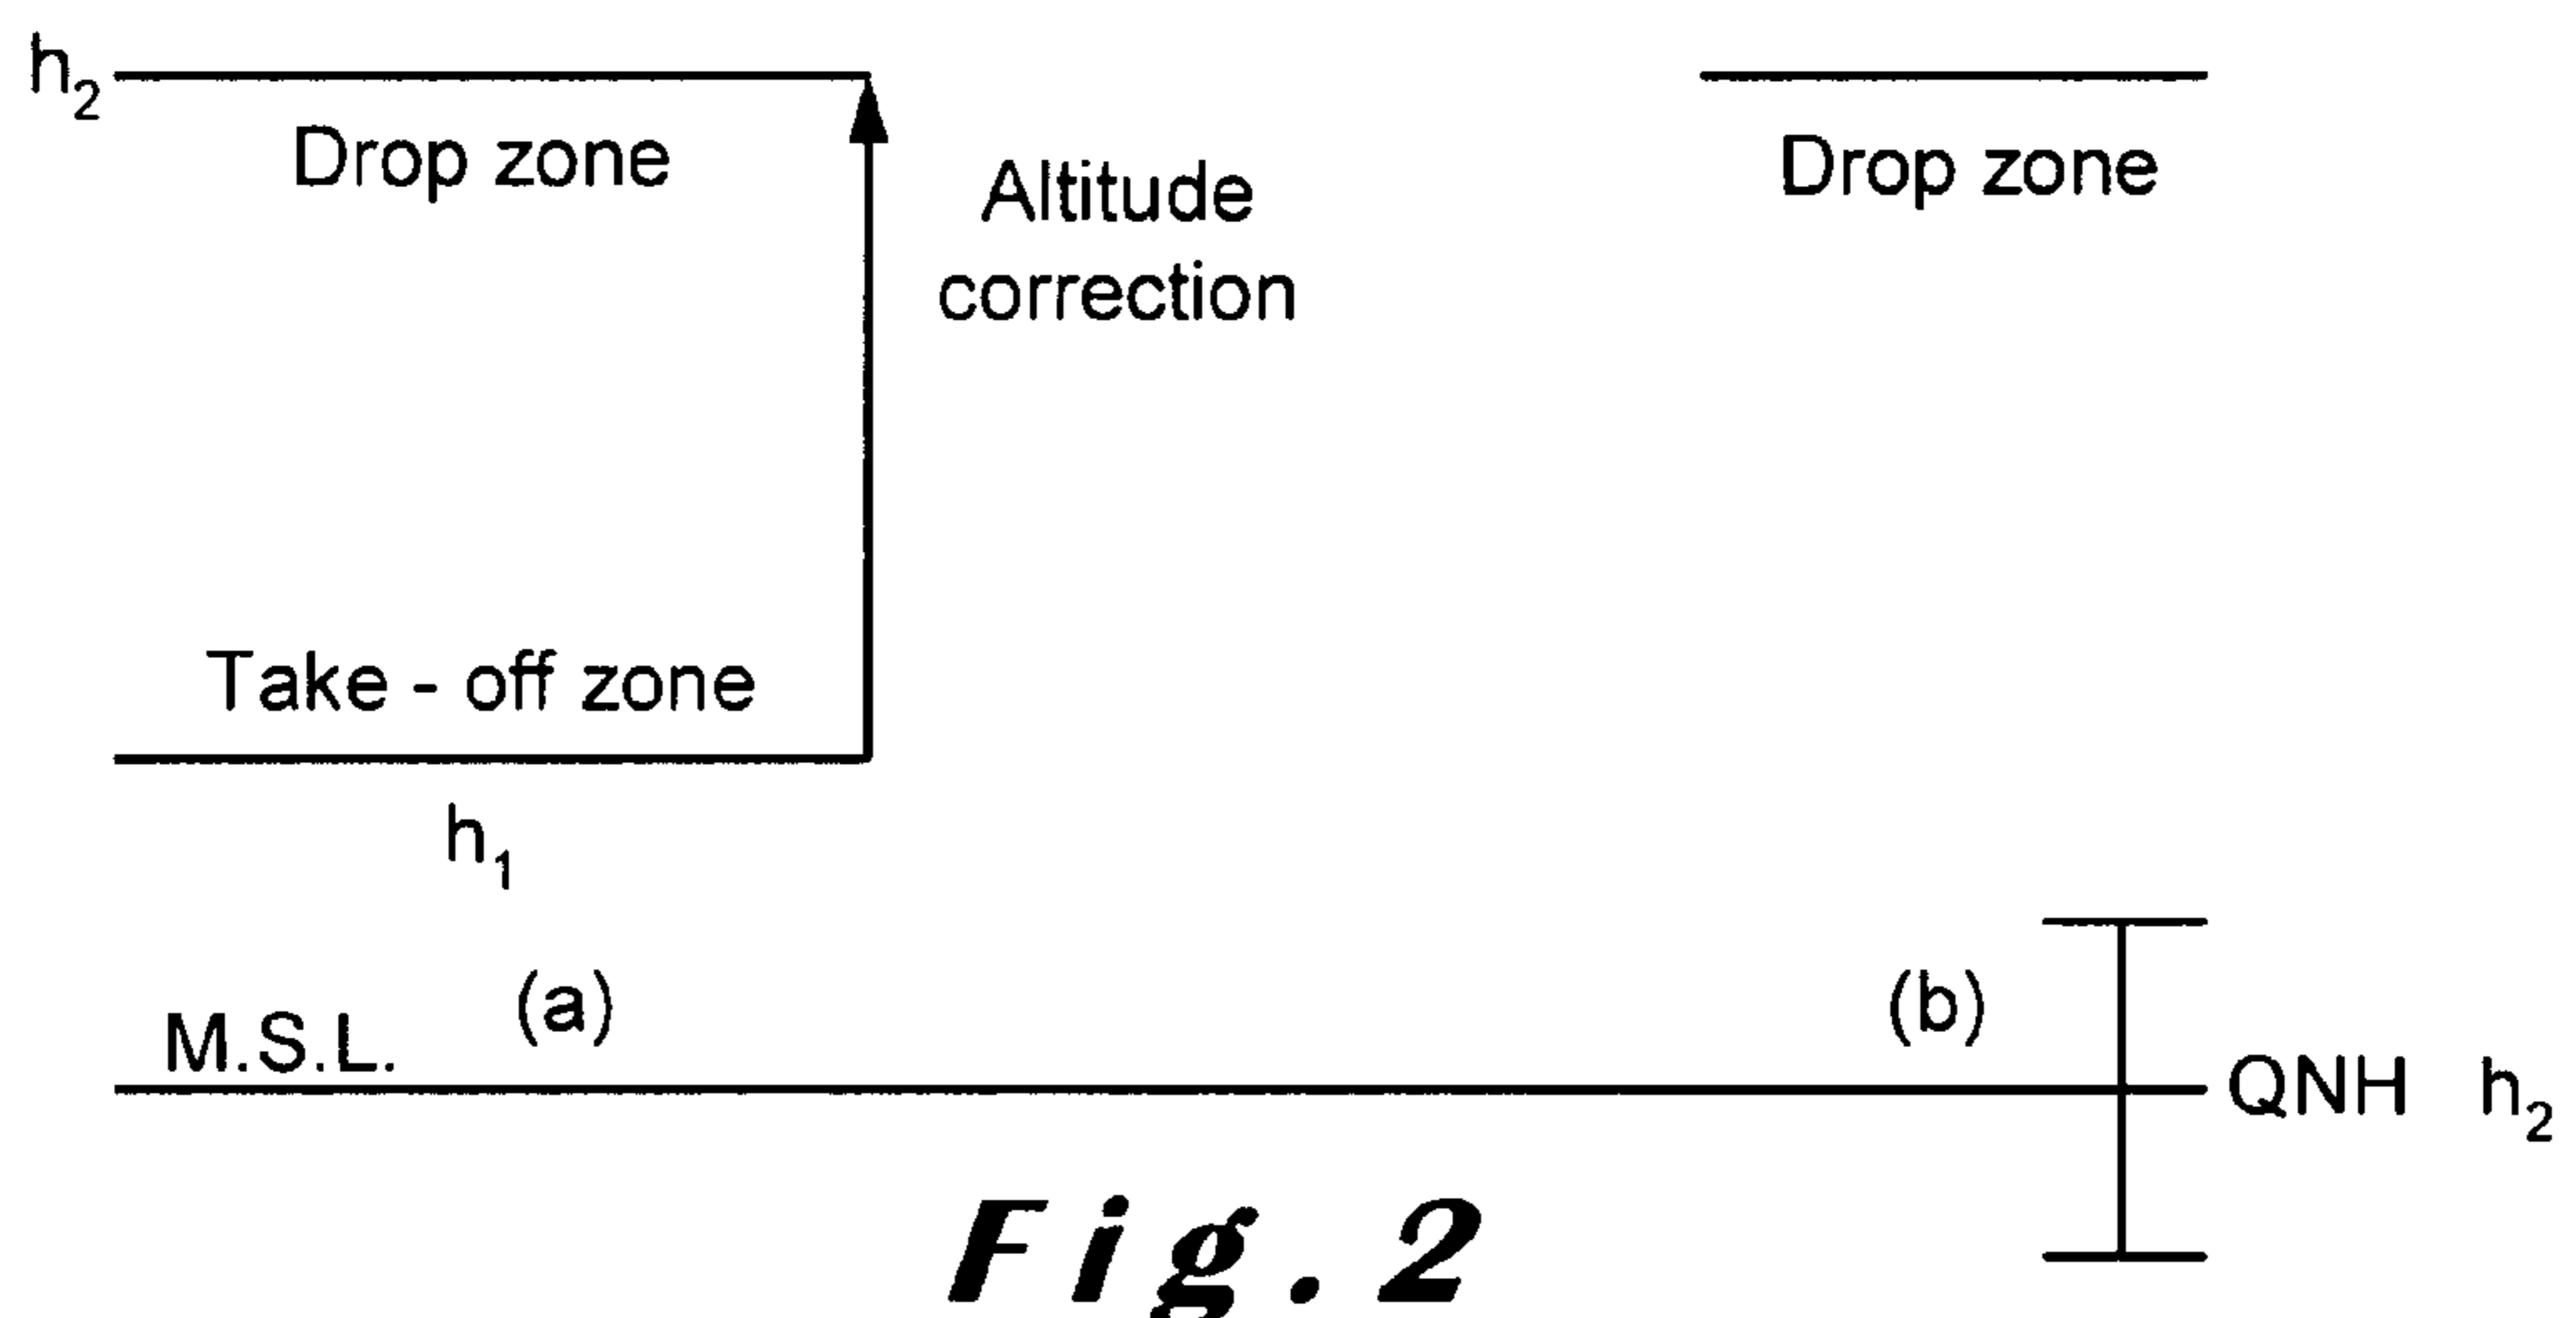 h2
Drop zone
Altitude
correction
Drop zone
Take - off zone
h1
M.S.L.
(a)
(b)
QNH h2
Fig. 2